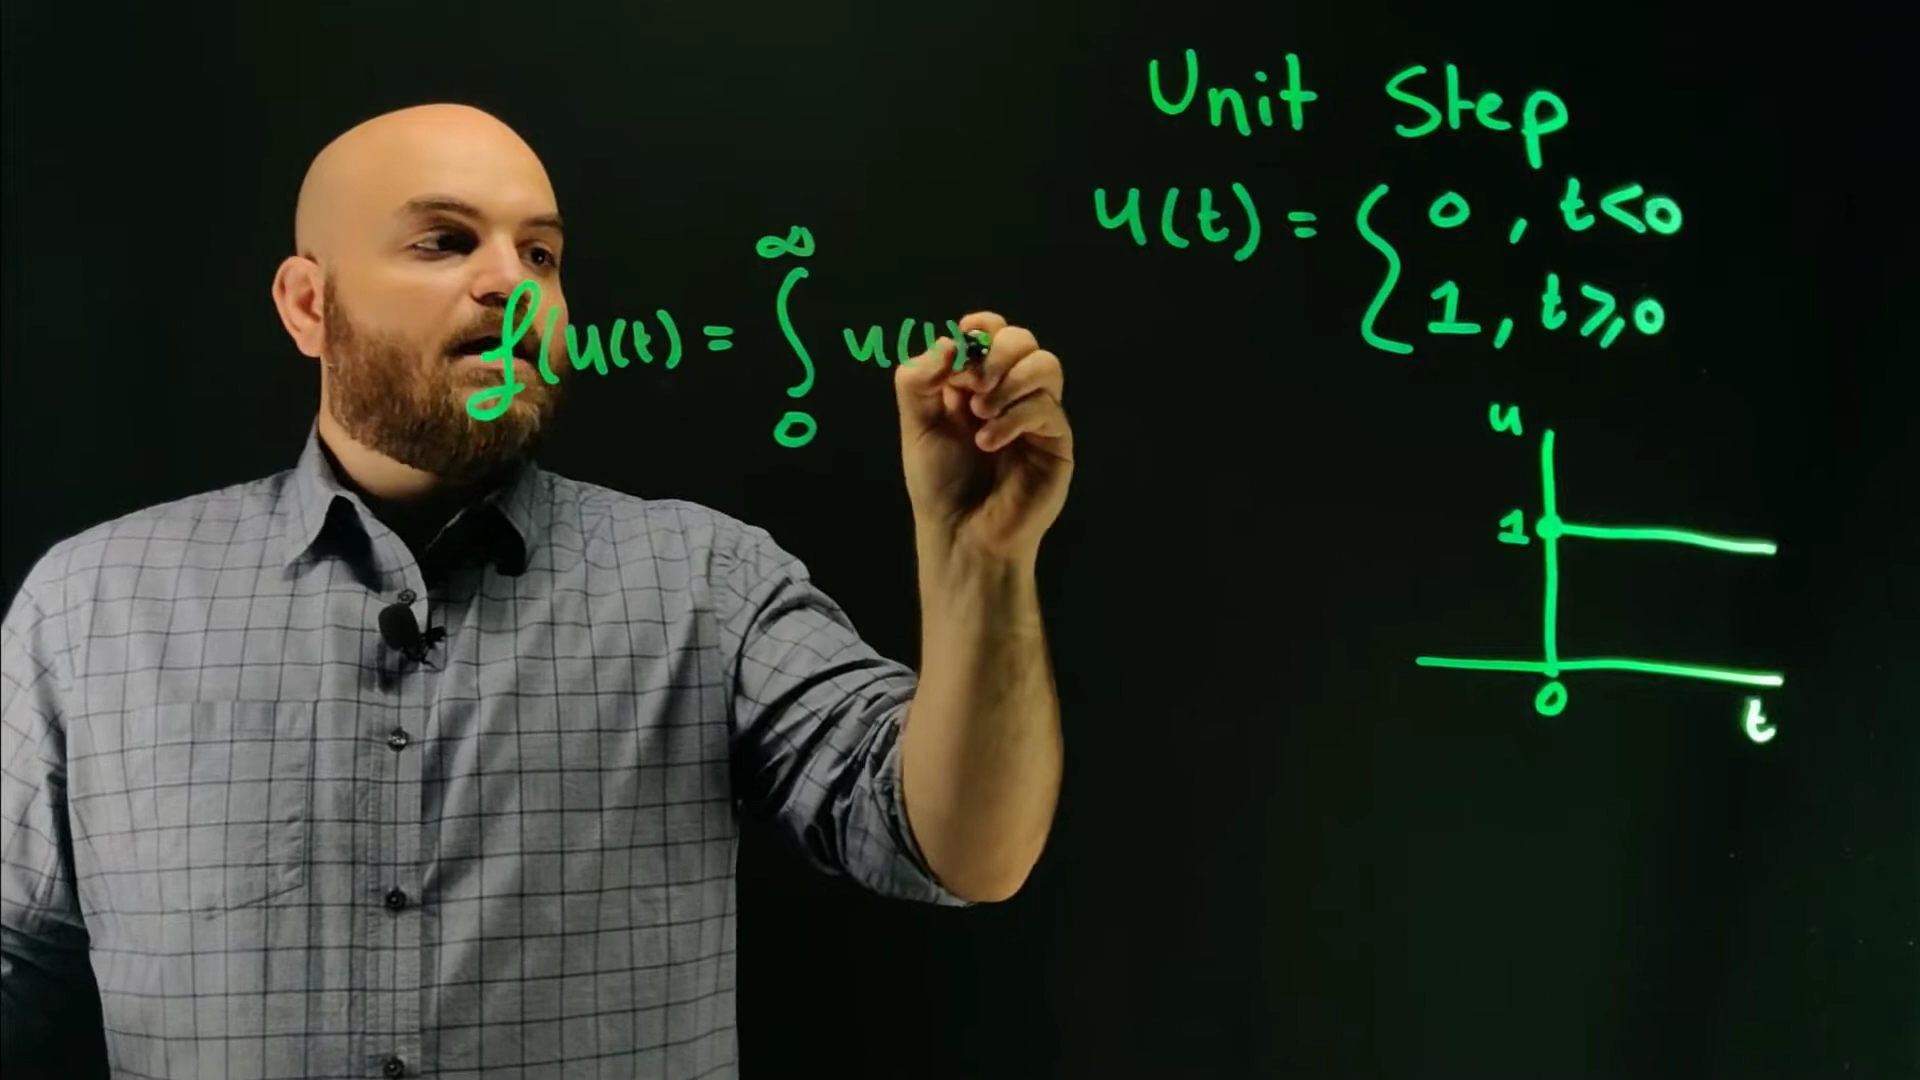 Unit Step
u(t) = { 0 , t<0
1 , t⩾0
ℒ(u(t) = ∫ ∞ 0 u(t)
u
1
0
t